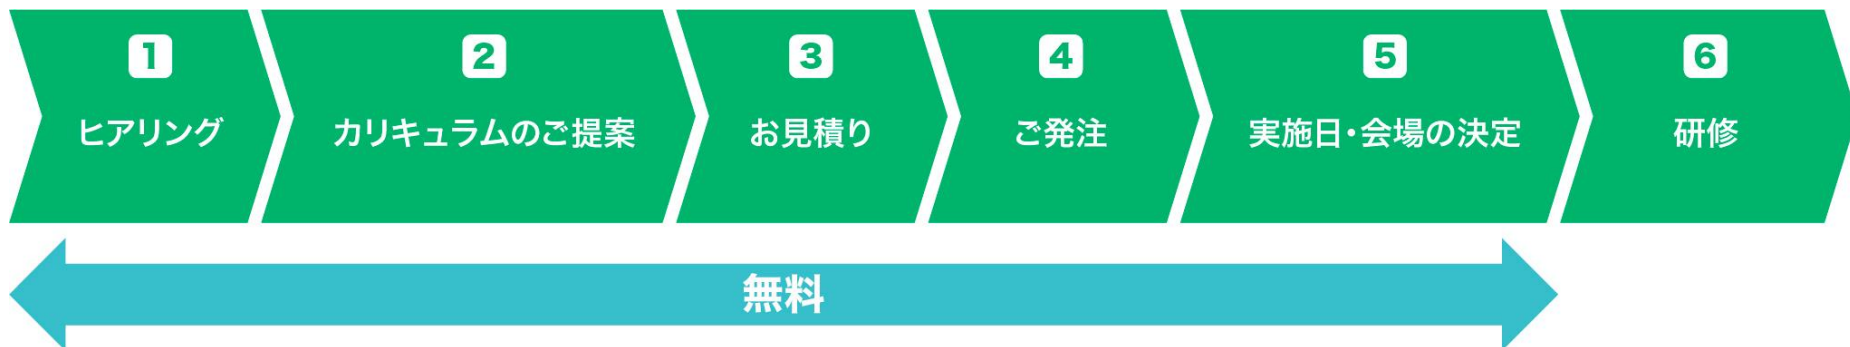 1
ヒアリング
2
カリキュラムのご提案
3
お見積り
4
ご発注
5
実施日・会場の決定
6
研修
無料